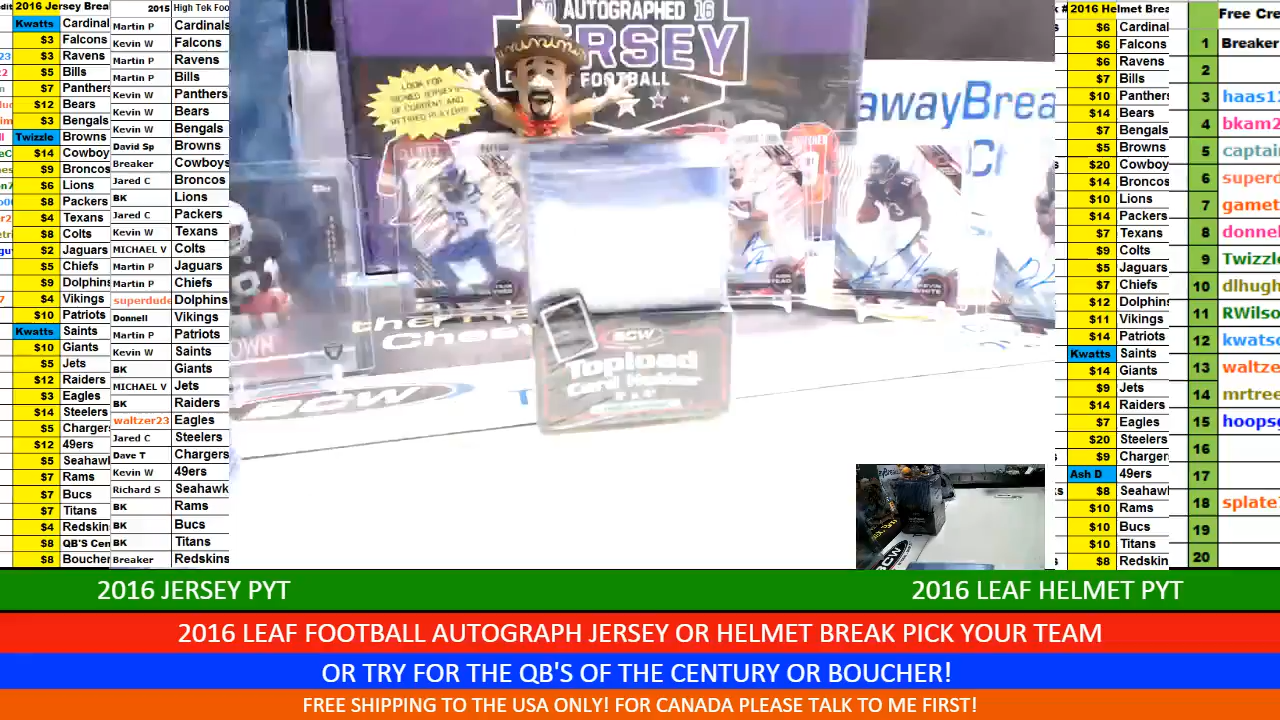 edit 2016 Jersey Brea
Kwatts Cardinal
$3 Falcons
$3 Ravens
$5 Bills
$7 Panthers
$12 Bears
$3 Bengals
Twizzle Browns
$14 Cowboy
$9 Broncos
$6 Lions
$8 Packers
$4 Texans
$8 Colts
$2 Jaguars
$5 Chiefs
$9 Dolphins
$4 Vikings
$10 Patriots
Kwatts Saints
$10 Giants
$5 Jets
$12 Raiders
$3 Eagles
$14 Steelers
$5 Charger
$12 49ers
$5 Seahawl
$7 Rams
$7 Bucs
$7 Titans
$4 Redskin
$8 QB'S Cen
$8 Boucher
2015 High Tek Foo
Martin P Cardinals
Kevin W Falcons
Martin P Ravens
Martin P Bills
Kevin W Panthers
Kevin W Bears
Kevin W Bengals
David Sp Browns
Breaker Cowboys
Jared C Broncos
BK Lions
Jared C Packers
Kevin W Texans
MICHAEL V Colts
Martin P Jaguars
Martin P Chiefs
superdude Dolphins
Donnell Vikings
Martin P Patriots
Kevin W Saints
BK Giants
MICHAEL V Jets
BK Raiders
waltzer23 Eagles
Jared C Steelers
Dave T Chargers
Kevin W 49ers
Richard S Seahawk
BK Rams
BK Bucs
BK Titans
Breaker Redskins
AUTOGRAPHED 16
JERSEY
FOOTBALL
LOOK FOR
SIGNED JERSEYS
OF CURRENT AND
RETIRED PLAYERS!
awayBrea
BCW
Topload
Card Holder
BCW
# 2016 Helmet Brea
$6 Cardinal
$6 Falcons
$6 Ravens
$7 Bills
$10 Panther
$14 Bears
$7 Bengals
$5 Browns
$20 Cowboy
$14 Broncos
$10 Lions
$14 Packers
$7 Texans
$9 Colts
$5 Jaguars
$7 Chiefs
$12 Dolphin
$11 Vikings
$14 Patriots
Kwatts Saints
$14 Giants
$9 Jets
$14 Raiders
$7 Eagles
$20 Steelers
$9 Charger
Ash D 49ers
$8 Seahawl
$10 Rams
$10 Bucs
$10 Titans
$8 Redskin
Free Cre
1 Breaker
2
3 haas11
4 bkam2
5 captain
6 superd
7 gamet
8 donnel
9 Twizzl
10 dlhugh
11 RWilso
12 kwatso
13 waltze
14 mrtree
15 hoopsg
16
17
18 splate
19
20
2016 JERSEY PYT
2016 LEAF HELMET PYT
2016 LEAF FOOTBALL AUTOGRAPH JERSEY OR HELMET BREAK PICK YOUR TEAM
OR TRY FOR THE QB'S OF THE CENTURY OR BOUCHER!
FREE SHIPPING TO THE USA ONLY! FOR CANADA PLEASE TALK TO ME FIRST!